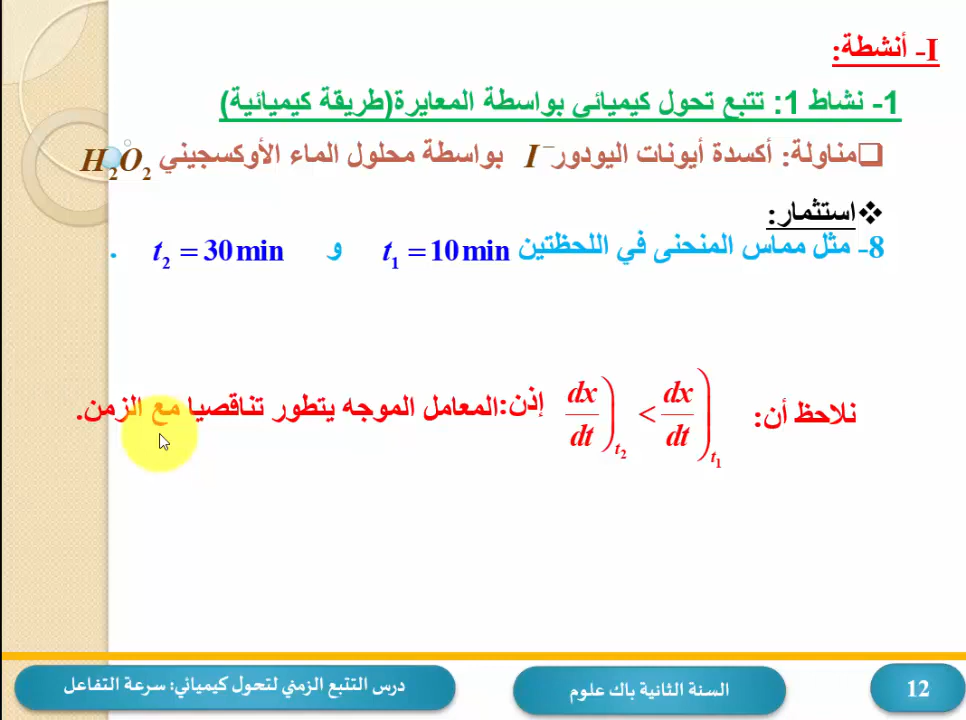 I- أنشطة:
1- نشاط 1: تتبع تحول كيميائي بواسطة المعايرة(طريقة كيميائية)
❑مناولة: أكسدة أيونات اليودور I⁻ بواسطة محلول الماء الأوكسجيني H₂O₂
❖استثمار:
8- مثل مماس المنحنى في اللحظتين t₁ = 10 min و t₂ = 30 min .
نلاحظ أن: dx/dt)t₂ < dx/dt)t₁ إذن:المعامل الموجه يتطور تناقصيا مع الزمن.
12 السنة الثانية باك علوم درس التتبع الزمني لتحول كيميائي: سرعة التفاعل